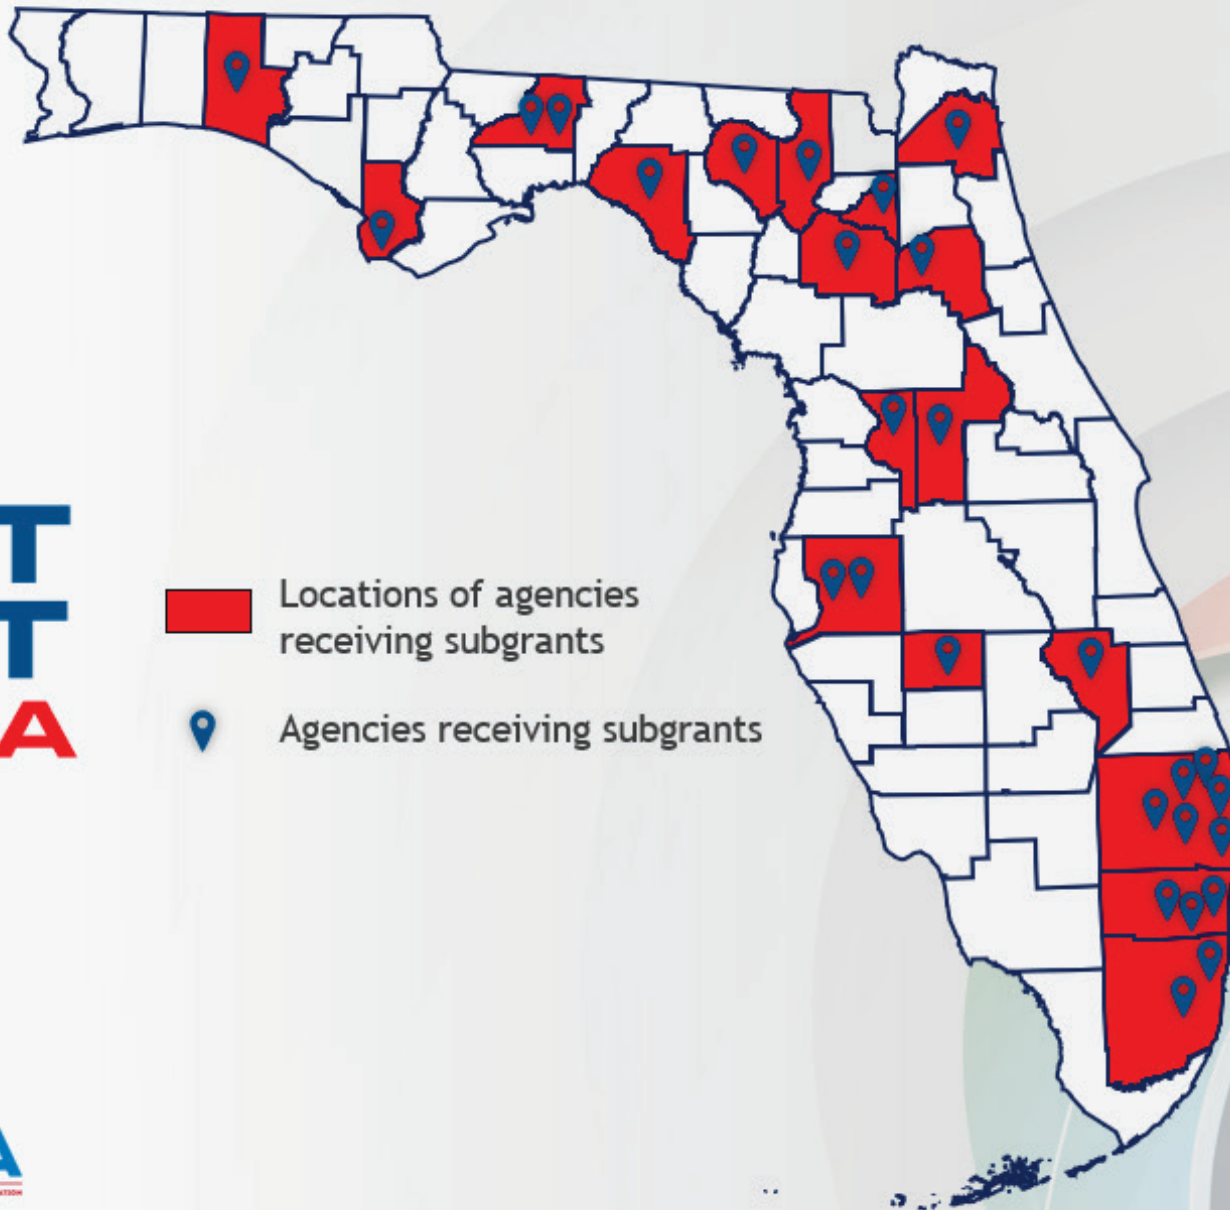 T
T
A
Locations of agencies
receiving subgrants
Agencies receiving subgrants
A